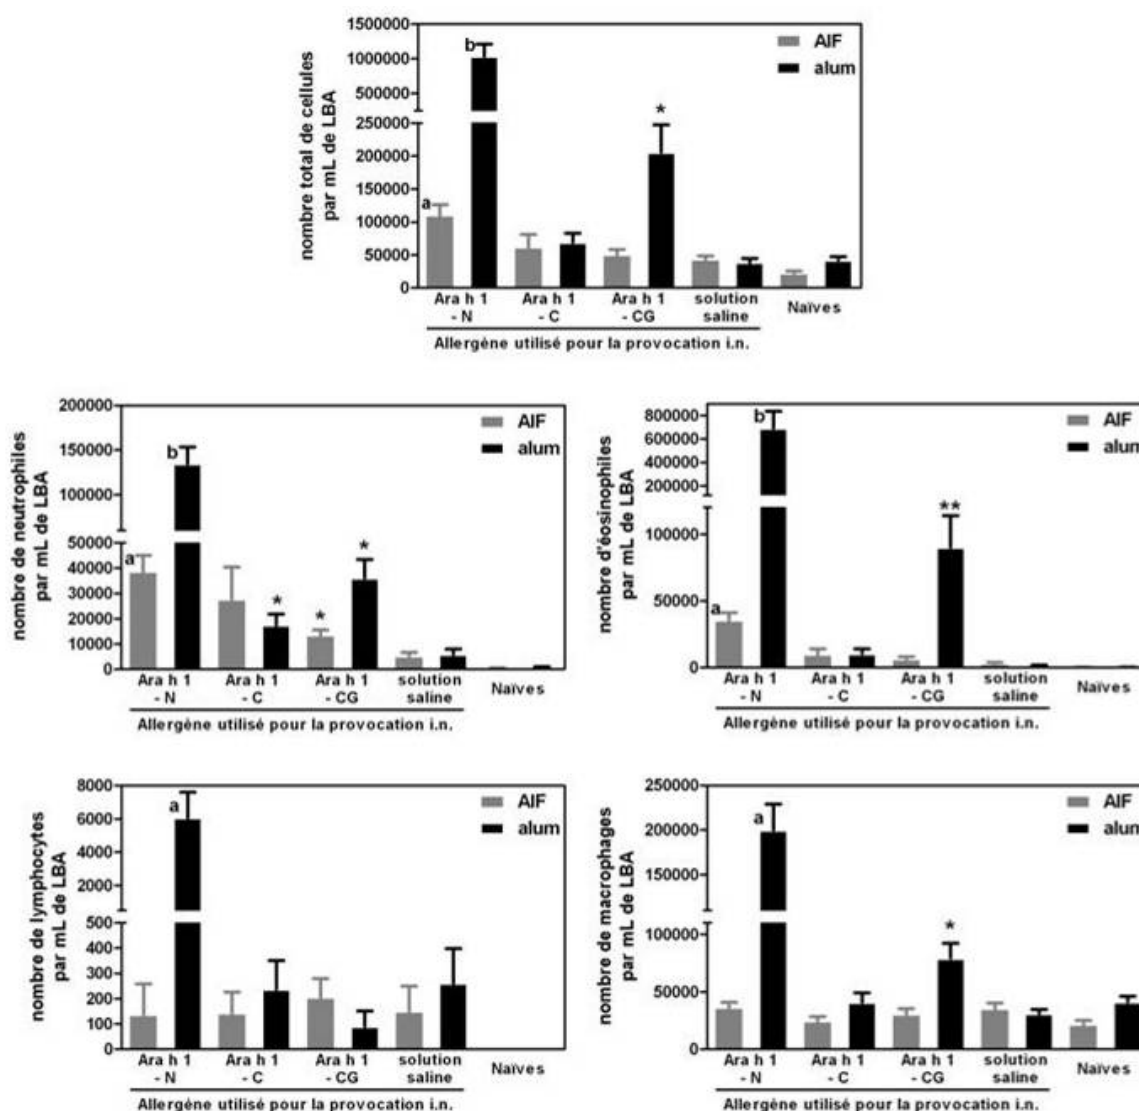 1500000
1000000
500000
250000
200000
150000
100000
50000
0
nombre total de cellules
par mL de LBA
AIF
alum
b
*
a
Ara h 1 Ara h 1 Ara h 1 solution Naïves
- N - C - CG saline
Allergène utilisé pour la provocation i.n.
200000
150000
100000
50000
40000
30000
20000
10000
0
nombre de neutrophiles
par mL de LBA
AIF
alum
b
a
* * *
Ara h 1 Ara h 1 Ara h 1 solution Naïves
- N - C - CG saline
Allergène utilisé pour la provocation i.n.
800000
600000
400000
200000
100000
50000
0
nombre d'éosinophiles
par mL de LBA
AIF
alum
b
**
a
Ara h 1 Ara h 1 Ara h 1 solution Naïves
- N - C - CG saline
Allergène utilisé pour la provocation i.n.
8000
6000
4000
2000
500
400
300
200
100
0
nombre de lymphocytes
par mL de LBA
AIF
alum
a
Ara h 1 Ara h 1 Ara h 1 solution Naïves
- N - C - CG saline
Allergène utilisé pour la provocation i.n.
250000
200000
150000
100000
50000
0
nombre de macrophages
par mL de LBA
AIF
alum
a
*
Ara h 1 Ara h 1 Ara h 1 solution Naïves
- N - C - CG saline
Allergène utilisé pour la provocation i.n.